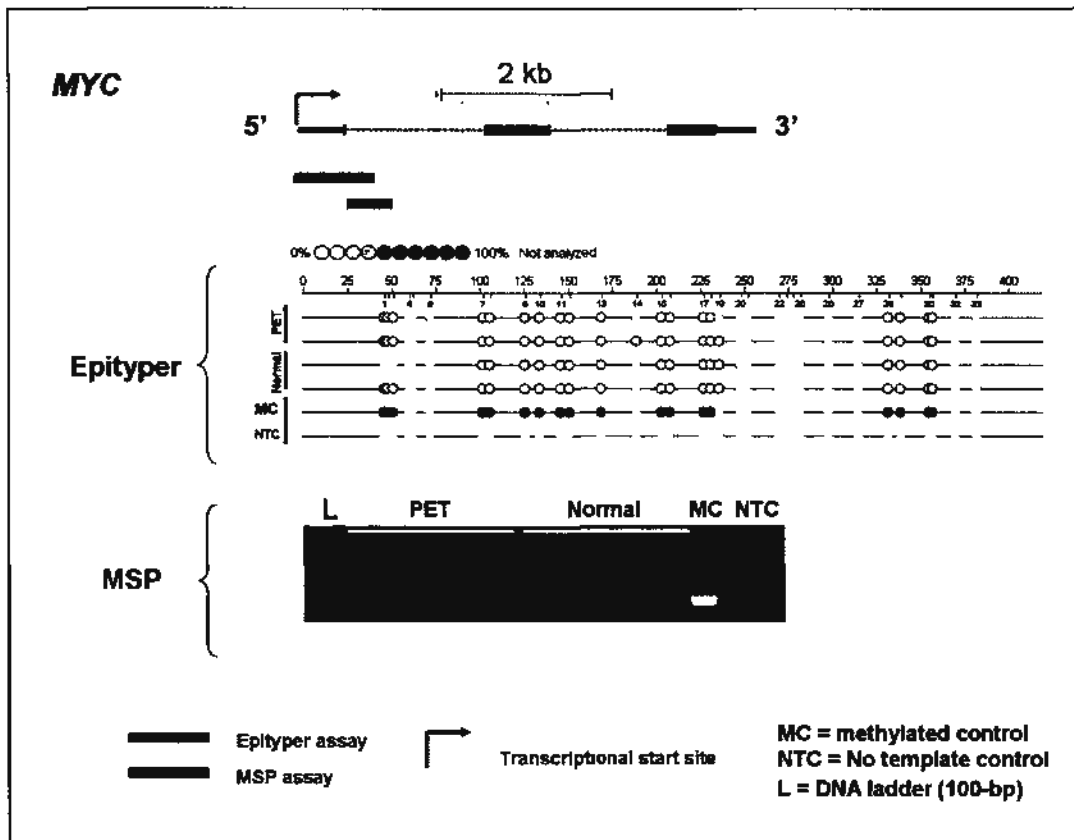 MYC
2 kb
5' 3'
0% 100% Not analyzed
0 25 50 75 100 125 150 175 200 225 250 275 300 325 350 375 400
PET
Normal
MC
NTC
Epityper
L PET Normal MC NTC
MSP
Epityper assay
MSP assay
Transcriptional start site
MC = methylated control
NTC = No template control
L = DNA ladder (100-bp)